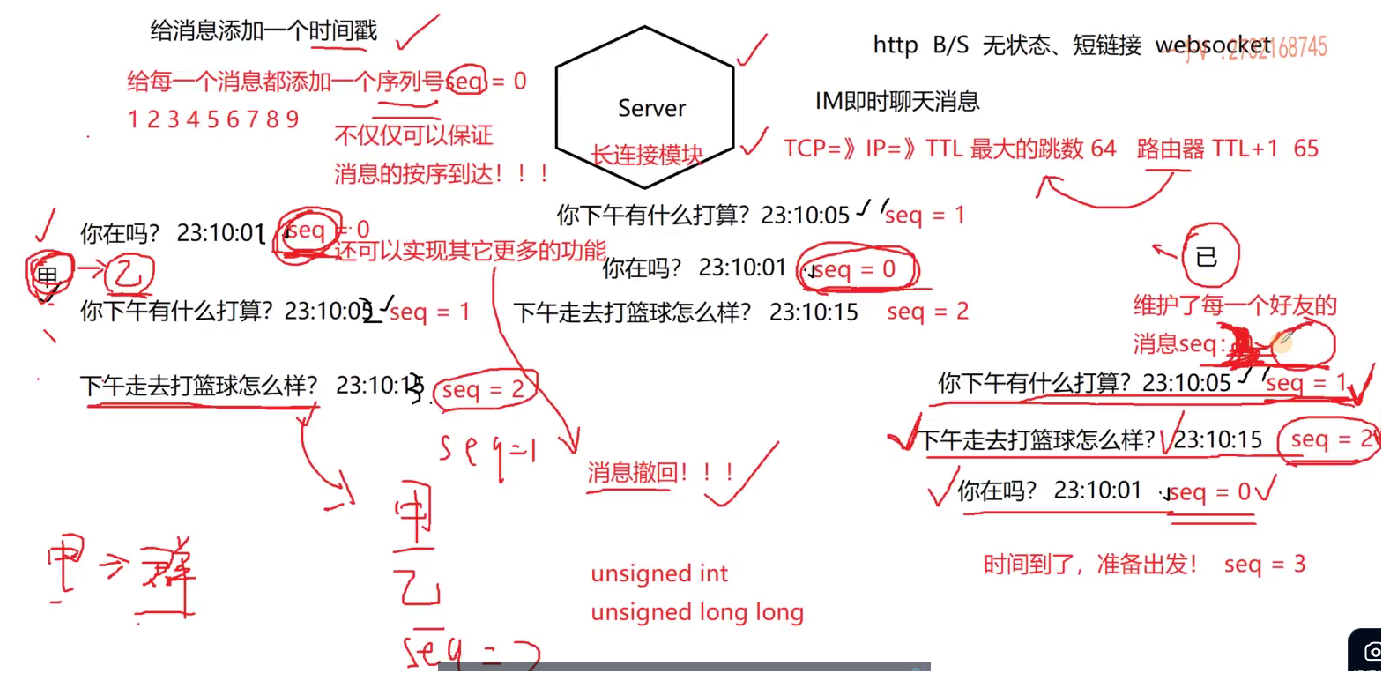 给消息添加一个时间戳
给每一个消息都添加一个序列号seq = 0
1 2 3 4 5 6 7 8 9
不仅仅可以保证
消息的按序到达！！！
还可以实现其它更多的功能
Server
长连接模块
http B/S 无状态、短链接 websocket
2732168745
IM即时聊天消息
TCP=》IP=》TTL 最大的跳数 64 路由器 TTL+1 65
你在吗？ 23:10:01 seq = 0
甲
乙
你下午有什么打算？23:10:05 seq = 1
下午走去打篮球怎么样？ 23:10:15 seq = 2
seq=1
你下午有什么打算？23:10:05 seq = 1
你在吗？ 23:10:01 seq = 0
下午走去打篮球怎么样？ 23:10:15 seq = 2
消息撤回！！！
已
维护了每一个好友的
消息seq:
你下午有什么打算？23:10:05 seq = 1
下午走去打篮球怎么样？ 23:10:15 seq = 2
你在吗？ 23:10:01 seq = 0
时间到了，准备出发！ seq = 3
甲
群
甲
乙
seq =
unsigned int
unsigned long long